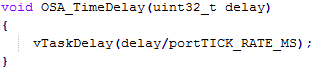 void OSA_TimeDelay(uint32_t delay)
{
    vTaskDelay(delay/portTICK_RATE_MS);
}